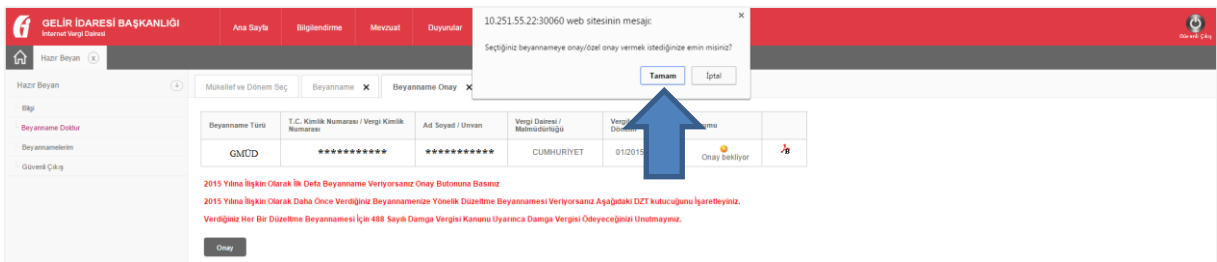 GELİR İDARESİ BAŞKANLIĞI
İnternet Vergi Dairesi
Ana Sayfa Bilgilendirme Mevzuat Duyurular
10.251.55.22:30060 web sitesinin mesajı:
Seçtiğiniz beyannameye onay/özel onay vermek istediğinize emin misiniz?
Tamam İptal
Güvenli Çıkış
Hazır Beyan
Hazır Beyan
Bilgi
Beyanname Doldur
Beyannamelerim
Güvenli Çıkış
Mükellef ve Dönem Seç Beyanname Beyanname Onay
Beyanname Türü
T.C. Kimlik Numarası / Vergi Kimlik
Numarası
Ad Soyad / Unvan
Vergi Dairesi /
Malmüdürlüğü
GMÜD *********** *********** CUMHURİYET 01/2015
Onay bekliyor
2015 Yılına İlişkin Olarak İlk Defa Beyanname Veriyorsanız Onay Butonuna Basınız
2015 Yılına İlişkin Olarak Daha Önce Verdiğiniz Beyannamenize Yönelik Düzeltme Beyannamesi Veriyorsanız Aşağıdaki DZT kutucuğunu İşaretleyiniz.
Verdiğiniz Her Bir Düzeltme Beyannamesi İçin 488 Sayılı Damga Vergisi Kanunu Uyarınca Damga Vergisi Ödeyeceğinizi Unutmayınız.
Onay